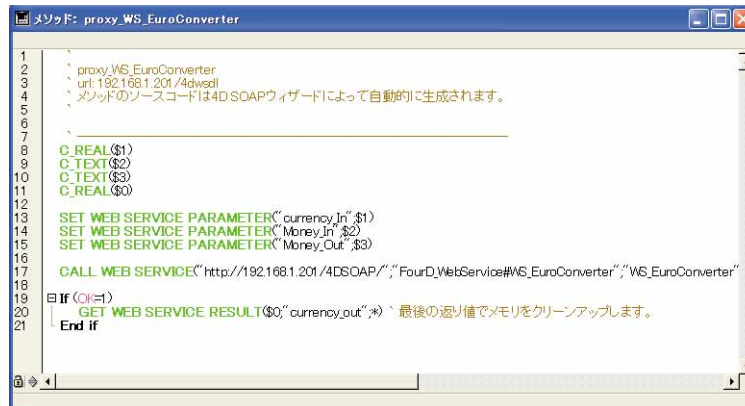 メソッド: proxy_WS_EuroConverter
1 `
2 ` proxy_WS_EuroConverter
3 ` url: 192.168.1.201/4dwsdl
4 ` メソッドのソースコードは4D SOAPウィザードによって自動的に生成されます。
5 `
6
7 ` ________________________________
8 C_REAL($1)
9 C_TEXT($2)
10 C_TEXT($3)
11 C_REAL($0)
12
13 SET WEB SERVICE PARAMETER("currency_In";$1)
14 SET WEB SERVICE PARAMETER("Money_In";$2)
15 SET WEB SERVICE PARAMETER("Money_Out";$3)
16
17 CALL WEB SERVICE("http://192.168.1.201/4DSOAP/";"FourD_WebService#WS_EuroConverter";"WS_EuroConverter"
18
19 If (OK=1)
20 GET WEB SERVICE RESULT($0;"currency_out";*) ` 最後の返り値でメモリをクリーンアップします。
21 End if